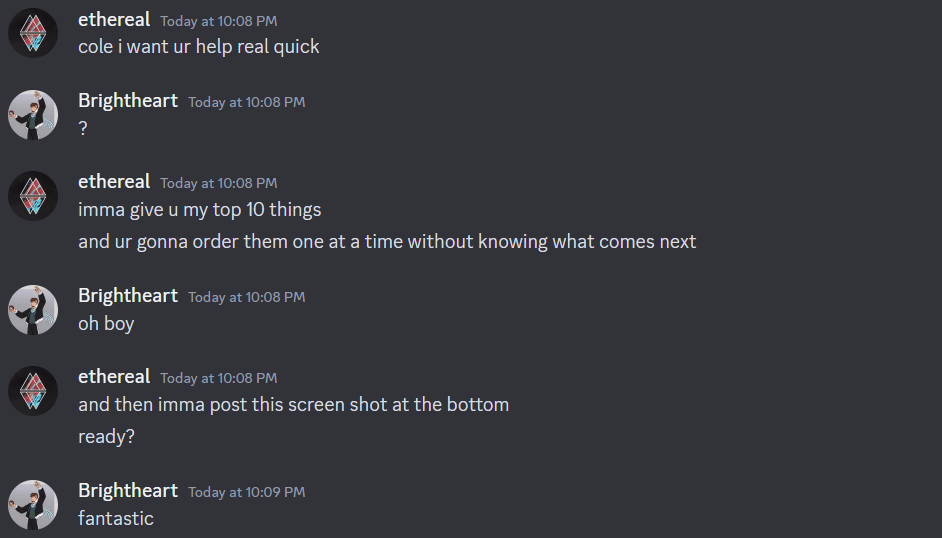 ethereal Today at 10:08 PM
cole i want ur help real quick
Brightheart Today at 10:08 PM
?
ethereal Today at 10:08 PM
imma give u my top 10 things
and ur gonna order them one at a time without knowing what comes next
Brightheart Today at 10:08 PM
oh boy
ethereal Today at 10:08 PM
and then imma post this screen shot at the bottom
ready?
Brightheart Today at 10:09 PM
fantastic